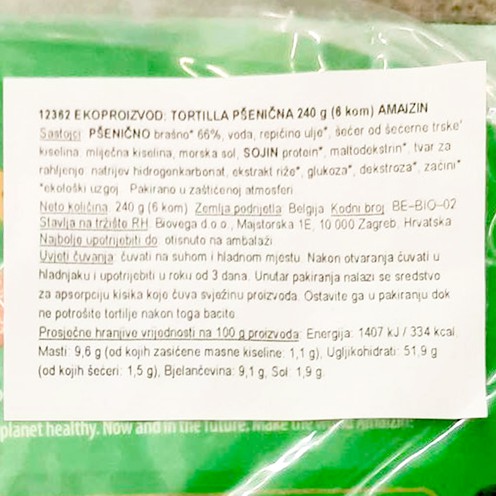 12362 EKOPROIZVOD: TORTILLA PŠENIČNA 240 g (6 kom) AMAIZIN
Sastojci: PŠENIČNO brašno* 66%, voda, repičino ulje*, šećer od šećerne trske*
kiselina: mliječna kiselina, morska sol, SOJIN protein*, maltodekstrin*, tvar za
rahljenje: natrijev hidrogenkarbonat, ekstrakt riže*, glukoza*, dekstroza*, začini*
*ekološki uzgoj. Pakirano u zaštićenoj atmosferi
Neto količina: 240 g (6 kom) Zemlja podrijetla: Belgija Kodni broj: BE-BIO-02
Stavlja na tržište RH: Biovega d.o.o., Majstorska 1E, 10 000 Zagreb, Hrvatska
Najbolje upotrijebiti do: otisnuto na ambalaži
Uvjeti čuvanja: čuvati na suhom i hladnom mjestu. Nakon otvaranja čuvati u
hladnjaku i upotrijebiti u roku od 3 dana. Unutar pakiranja nalazi se sredstvo
za apsorpciju kisika koje čuva svježinu proizvoda. Ostavite ga u pakiranju dok
ne potrošite tortilje nakon toga bacite.
Prosječne hranjive vrijednosti na 100 g proizvoda: Energija: 1407 kJ / 334 kcal,
Masti: 9,6 g (od kojih zasićene masne kiseline: 1,1 g), Ugljikohidrati: 51,9 g
(od kojih šećeri: 1,5 g), Bjelančevina: 9,1 g, Sol: 1,9 g.
planet healthy. Now and in the future. Make the world Amaizin!